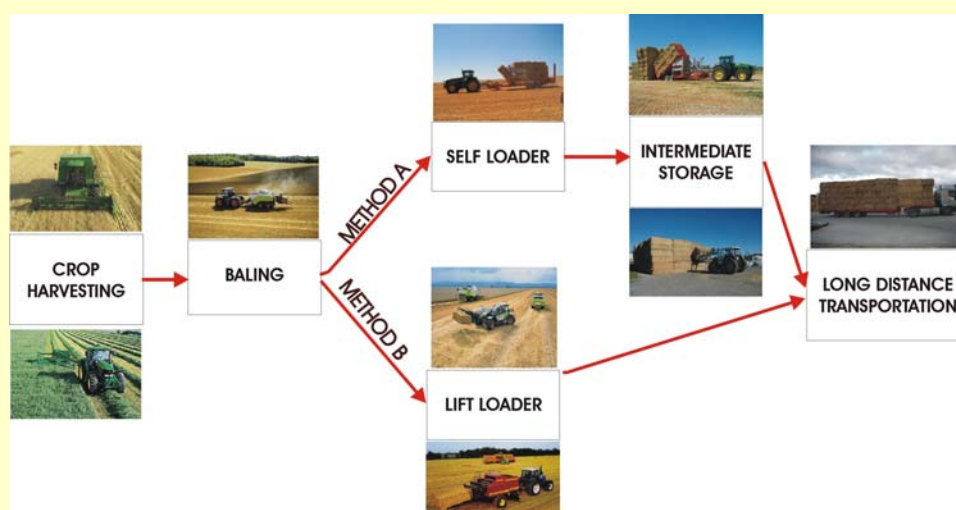 CROP
HARVESTING
BALING
METHOD A
METHOD B
SELF LOADER
INTERMEDIATE
STORAGE
LIFT LOADER
LONG DISTANCE
TRANSPORTATION